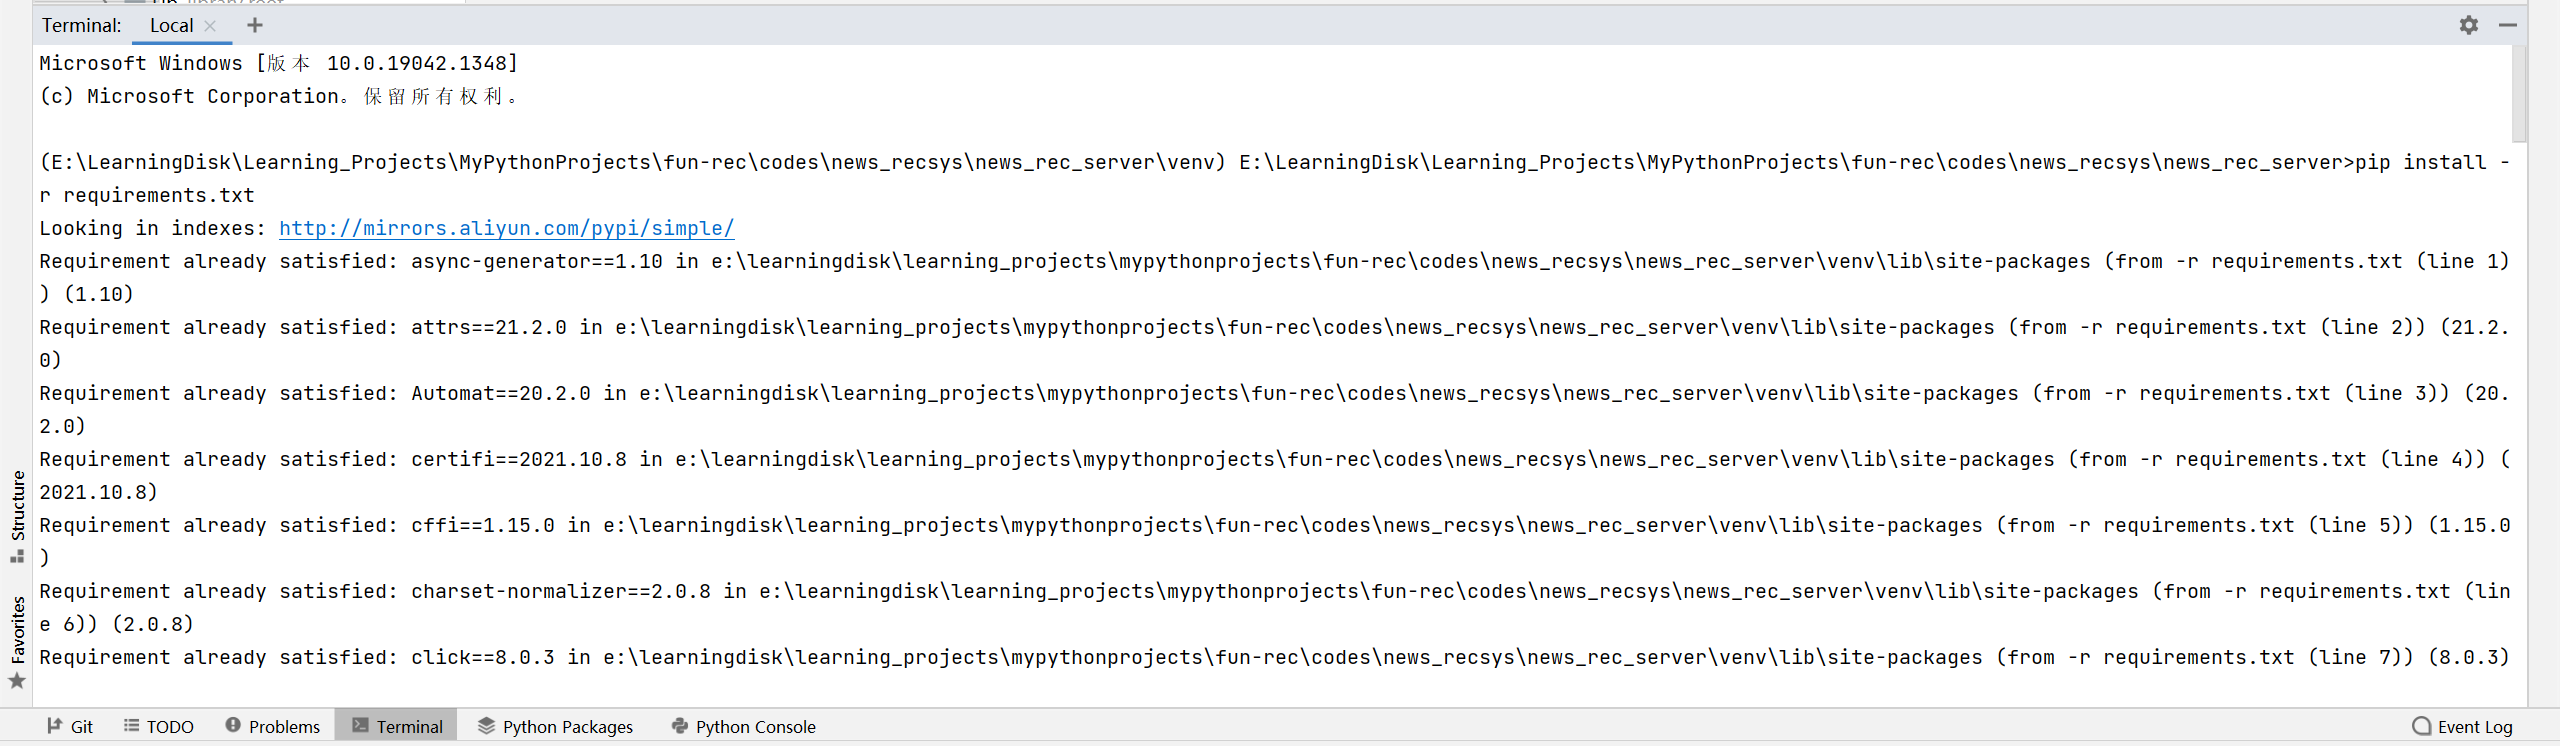 Terminal: Local
Microsoft Windows [版本 10.0.19042.1348]
(c) Microsoft Corporation。保留所有权利。
(E:\LearningDisk\Learning_Projects\MyPythonProjects\fun-rec\codes\news_recsys\news_rec_server\venv) E:\LearningDisk\Learning_Projects\MyPythonProjects\fun-rec\codes\news_recsys\news_rec_server>pip install -
r requirements.txt
Looking in indexes: http://mirrors.aliyun.com/pypi/simple/
Requirement already satisfied: async-generator==1.10 in e:\learningdisk\learning_projects\mypythonprojects\fun-rec\codes\news_recsys\news_rec_server\venv\lib\site-packages (from -r requirements.txt (line 1)
) (1.10)
Requirement already satisfied: attrs==21.2.0 in e:\learningdisk\learning_projects\mypythonprojects\fun-rec\codes\news_recsys\news_rec_server\venv\lib\site-packages (from -r requirements.txt (line 2)) (21.2.
0)
Requirement already satisfied: Automat==20.2.0 in e:\learningdisk\learning_projects\mypythonprojects\fun-rec\codes\news_recsys\news_rec_server\venv\lib\site-packages (from -r requirements.txt (line 3)) (20.
2.0)
Requirement already satisfied: certifi==2021.10.8 in e:\learningdisk\learning_projects\mypythonprojects\fun-rec\codes\news_recsys\news_rec_server\venv\lib\site-packages (from -r requirements.txt (line 4)) (
2021.10.8)
Requirement already satisfied: cffi==1.15.0 in e:\learningdisk\learning_projects\mypythonprojects\fun-rec\codes\news_recsys\news_rec_server\venv\lib\site-packages (from -r requirements.txt (line 5)) (1.15.0
)
Requirement already satisfied: charset-normalizer==2.0.8 in e:\learningdisk\learning_projects\mypythonprojects\fun-rec\codes\news_recsys\news_rec_server\venv\lib\site-packages (from -r requirements.txt (lin
e 6)) (2.0.8)
Requirement already satisfied: click==8.0.3 in e:\learningdisk\learning_projects\mypythonprojects\fun-rec\codes\news_recsys\news_rec_server\venv\lib\site-packages (from -r requirements.txt (line 7)) (8.0.3)
Structure
Favorites
Git TODO Problems Terminal Python Packages Python Console Event Log